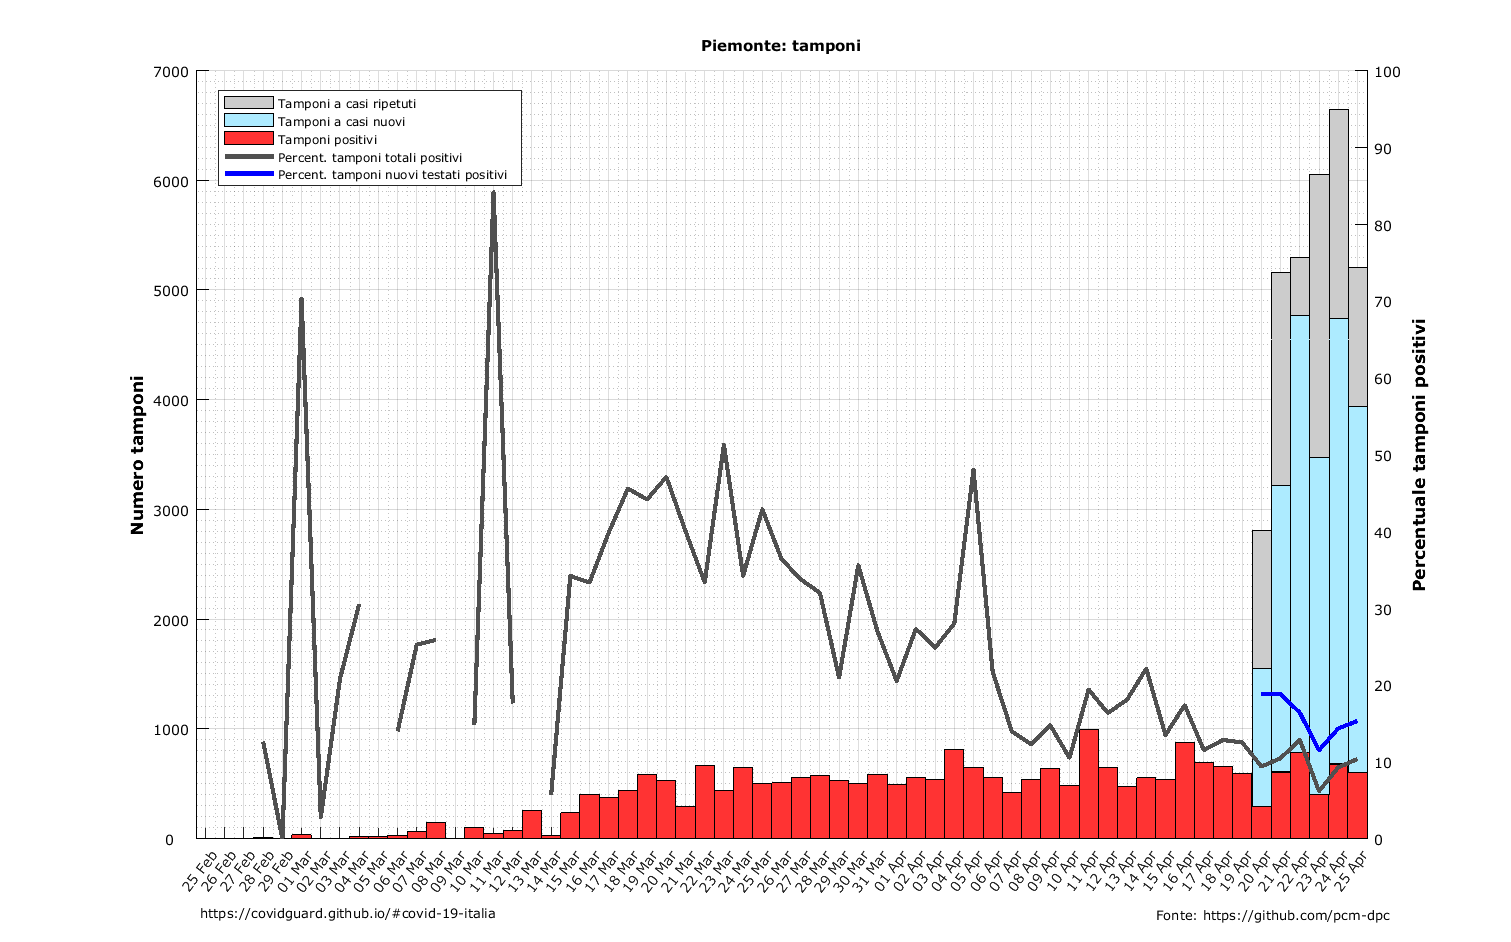 Piemonte: tamponi
7000
6000
5000
4000
3000
2000
1000
0
Numero tamponi
Tamponi a casi ripetuti
Tamponi a casi nuovi
Tamponi positivi
Percent. tamponi totali positivi
Percent. tamponi nuovi testati positivi
100
90
80
70
60
50
40
30
20
10
0
Percentuale tamponi positivi
25 Feb
26 Feb
27 Feb
28 Feb
29 Feb
01 Mar
02 Mar
03 Mar
04 Mar
05 Mar
06 Mar
07 Mar
08 Mar
09 Mar
10 Mar
11 Mar
12 Mar
13 Mar
14 Mar
15 Mar
16 Mar
17 Mar
18 Mar
19 Mar
20 Mar
21 Mar
22 Mar
23 Mar
24 Mar
25 Mar
26 Mar
27 Mar
28 Mar
29 Mar
30 Mar
31 Mar
01 Apr
02 Apr
03 Apr
04 Apr
05 Apr
06 Apr
07 Apr
08 Apr
09 Apr
10 Apr
11 Apr
12 Apr
13 Apr
14 Apr
15 Apr
16 Apr
17 Apr
18 Apr
19 Apr
20 Apr
21 Apr
22 Apr
23 Apr
24 Apr
25 Apr
https://covidguard.github.io/#covid-19-italia
Fonte: https://github.com/pcm-dpc